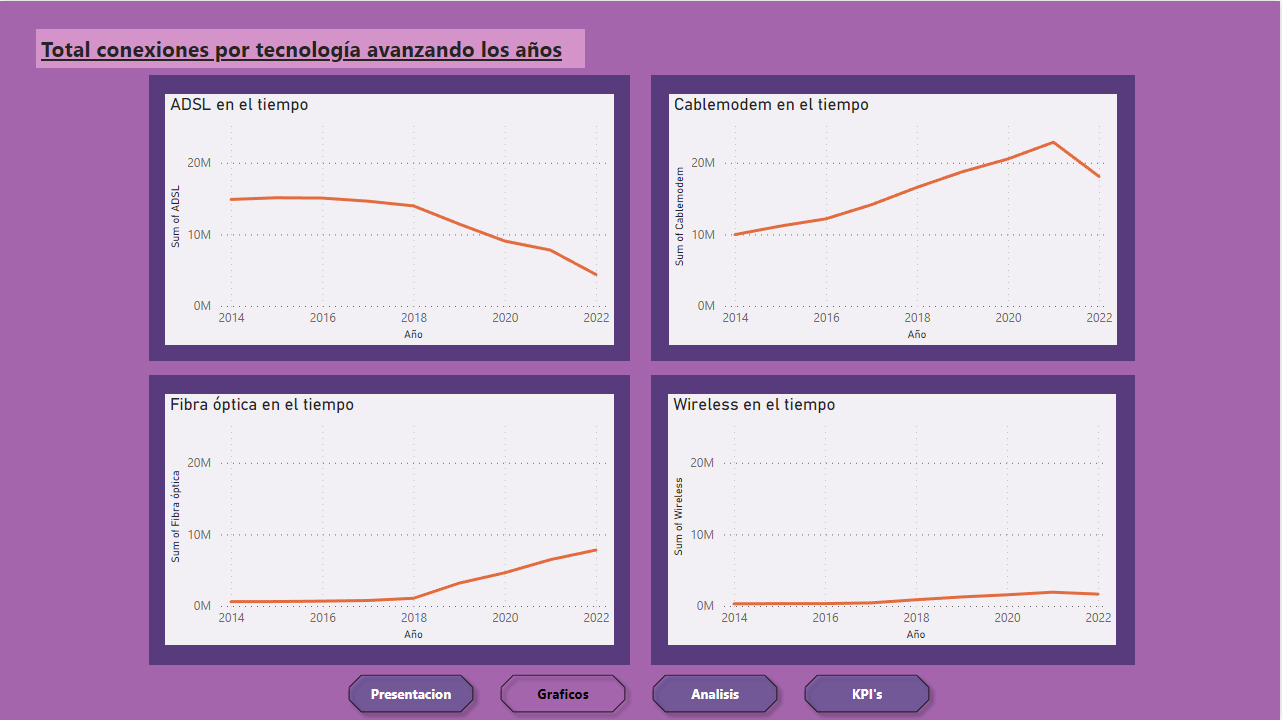 Total conexiones por tecnología avanzando los años
ADSL en el tiempo
Sum of ADSL
20M
10M
0M
2014 2016 2018 2020 2022
Año
Cablemodem en el tiempo
Sum of Cablemodem
20M
10M
0M
2014 2016 2018 2020 2022
Año
Fibra óptica en el tiempo
Sum of Fibra óptica
20M
10M
0M
2014 2016 2018 2020 2022
Año
Wireless en el tiempo
Sum of Wireless
20M
10M
0M
2014 2016 2018 2020 2022
Año
Presentacion Graficos Analisis KPI's